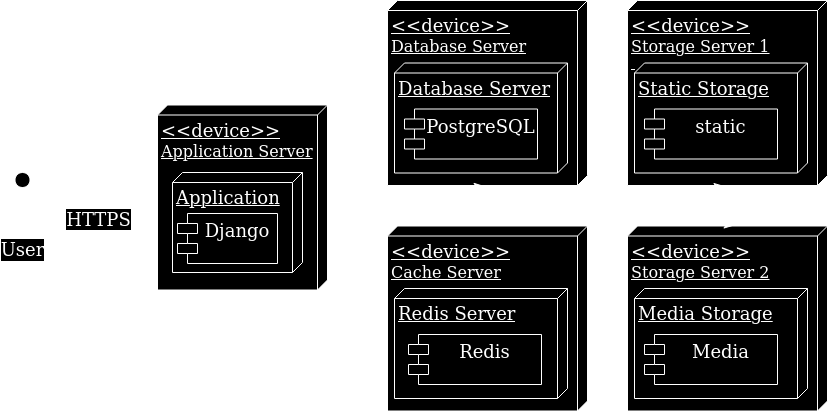 User
HTTPS
<<device>>
Application Server
Application
Django
<<device>>
Database Server
Database Server
PostgreSQL
<<device>>
Storage Server 1
Static Storage
static
<<device>>
Cache Server
Redis Server
Redis
<<device>>
Storage Server 2
Media Storage
Media